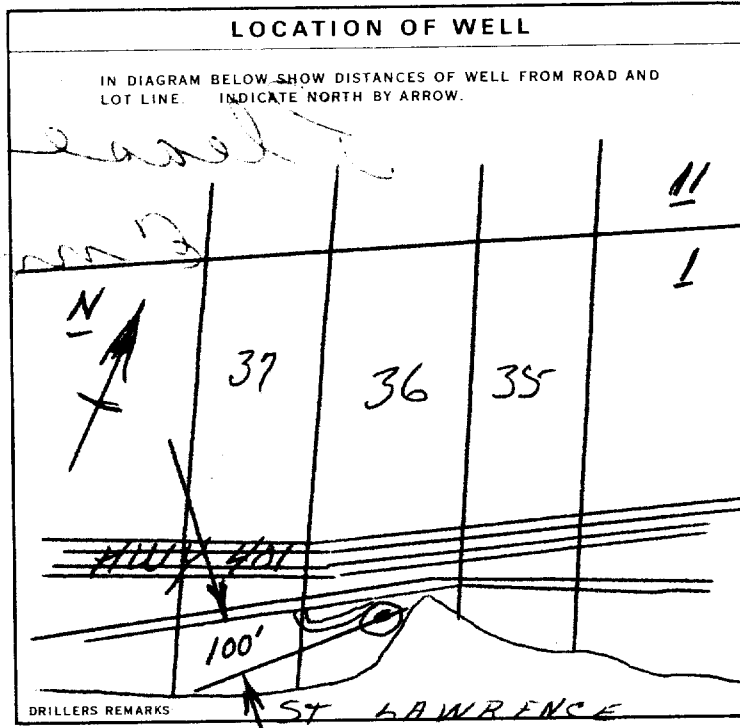 LOCATION OF WELL
IN DIAGRAM BELOW SHOW DISTANCES OF WELL FROM ROAD AND
LOT LINE. INDICATE NORTH BY ARROW.
II
I
N
37
36
35
HWY 401
100'
DRILLERS REMARKS
ST LAWRENCE